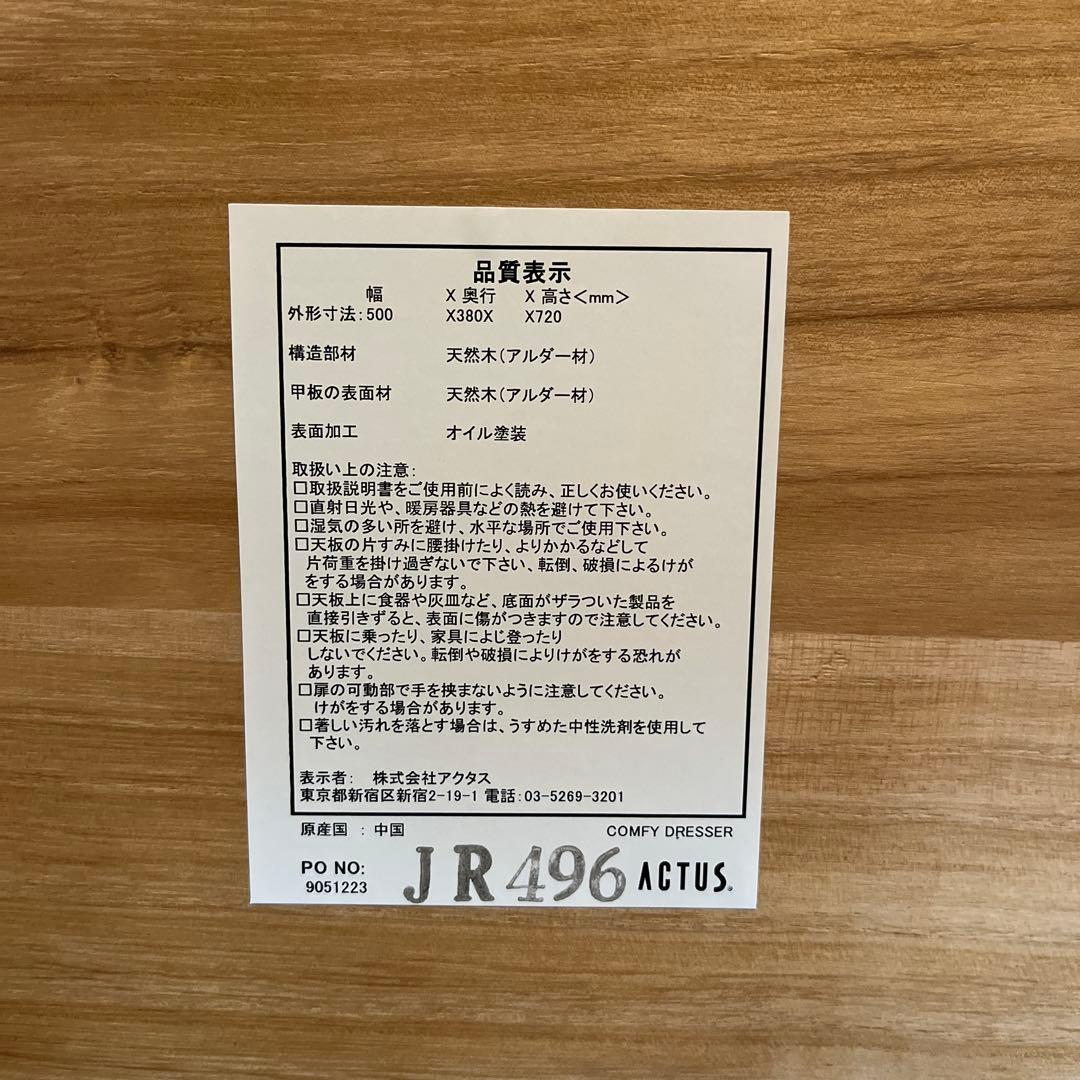 品質表示
幅 X 奥行 X 高さ<mm>
外形寸法:500 X380X X720
構造部材 天然木(アルダー材)
甲板の表面材 天然木(アルダー材)
表面加工 オイル塗装
取扱い上の注意:
□取扱説明書をご使用前によく読み、正しくお使いください。
□直射日光や、暖房器具などの熱を避けて下さい。
□湿気の多い所を避け、水平な場所でご使用下さい。
□天板の片すみに腰掛けたり、よりかかるなどして
片荷重を掛け過ぎないで下さい、転倒、破損によるけが
をする場合があります。
□天板上に食器や灰皿など、底面がザラついた製品を
直接引きずると、表面に傷がつきますので注意してください。
□天板に乗ったり、家具によじ登ったり
しないでください。転倒や破損によりけがをする恐れが
あります。
□扉の可動部で手を挟まないように注意してください。
けがをする場合があります。
□著しい汚れを落とす場合は、うすめた中性洗剤を使用して
下さい。
表示者: 株式会社アクタス
東京都新宿区新宿2-19-1 電話:03-5269-3201
原産国 : 中国 COMFY DRESSER
PO NO:
9051223 JR496 ACTUS